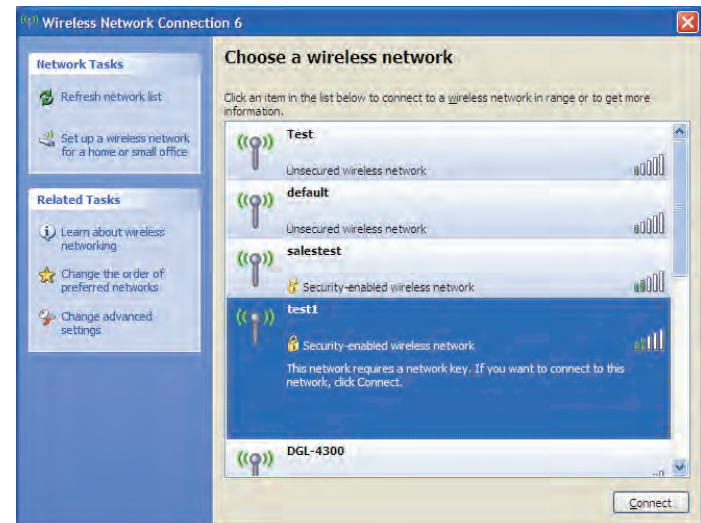 Wireless Network Connection 6
Network Tasks
Refresh network list
Set up a wireless network
for a home or small office
Related Tasks
Learn about wireless
networking
Change the order of
preferred networks
Change advanced
settings
Choose a wireless network
Click an item in the list below to connect to a wireless network in range or to get more
information.
Test
Unsecured wireless network
default
Unsecured wireless network
salestest
Security-enabled wireless network
test1
Security-enabled wireless network
This network requires a network key. If you want to connect to this
network, click Connect.
DGL-4300
Connect